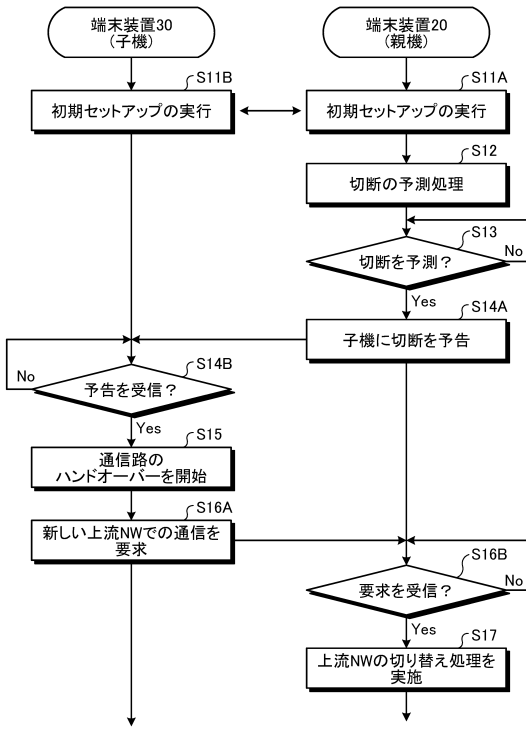 端末装置30
(子機)
端末装置20
(親機)
S11B
初期セットアップの実行
S11A
初期セットアップの実行
S12
切断の予測処理
S13
切断を予測?
No
Yes
S14A
子機に切断を予告
S14B
予告を受信?
No
Yes
S15
通信路の
ハンドオーバーを開始
S16A
新しい上流NWでの通信を
要求
S16B
要求を受信?
No
Yes
S17
上流NWの切り替え処理を
実施